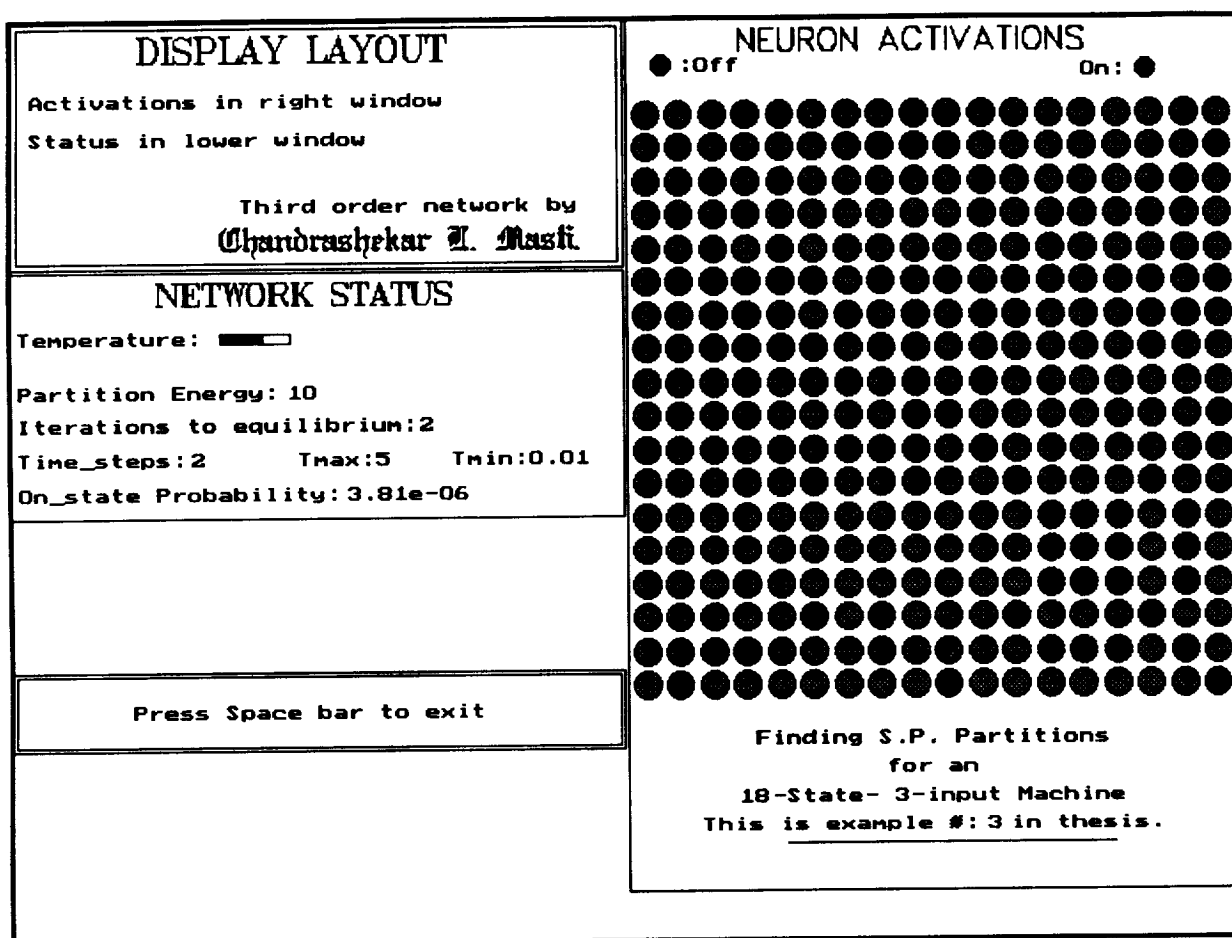 DISPLAY LAYOUT
Activations in right window
Status in lower window
Third order network by
Chandrashekar L. Masti.
NETWORK STATUS
Temperature:
Partition Energy: 10
Iterations to equilibrium:2
Time_steps:2 Tmax:5 Tmin:0.01
On_state Probability:3.81e-06
Press Space bar to exit
NEURON ACTIVATIONS
:Off On:
Finding S.P. Partitions
for an
18-State- 3-input Machine
This is example #: 3 in thesis.